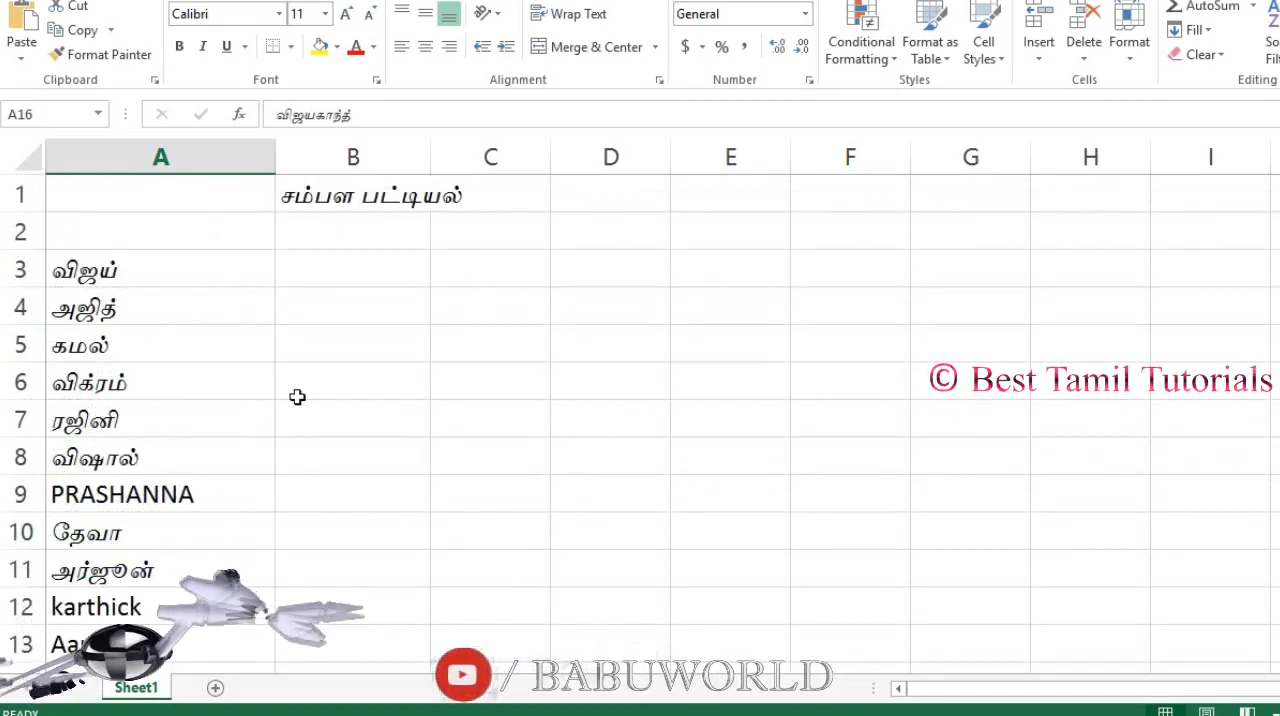 Cut
Calibri 11
Wrap Text
General
AutoSum
Paste
Copy
B I U
$ % ,
Conditional Formatting
Format as Table
Cell Styles
Insert
Delete
Format
Fill
Format Painter
Merge & Center
Clear
Clipboard
Font
Alignment
Number
Styles
Cells
Editing
A16 fx விஜயகாந்த்
A B C D E F G H I
1 சம்பள பட்டியல்
2
3 விஜய்
4 அஜித்
5 கமல்
6 விக்ரம்
© Best Tamil Tutorials
7 ரஜினி
8 விஷால்
9 PRASHANNA
10 தேவா
11 அர்ஜூன்
12 karthick
13
/ BABUWORLD
Sheet1
READY